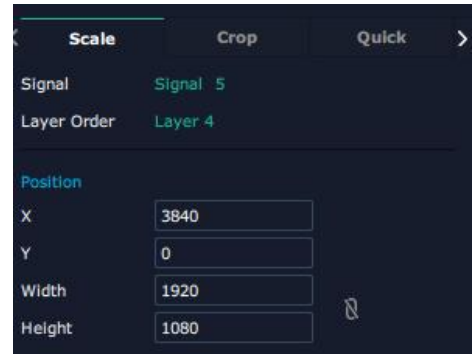 Scale Crop Quick
Signal Signal 5
Layer Order Layer 4
Position
X 3840
Y 0
Width 1920
Height 1080